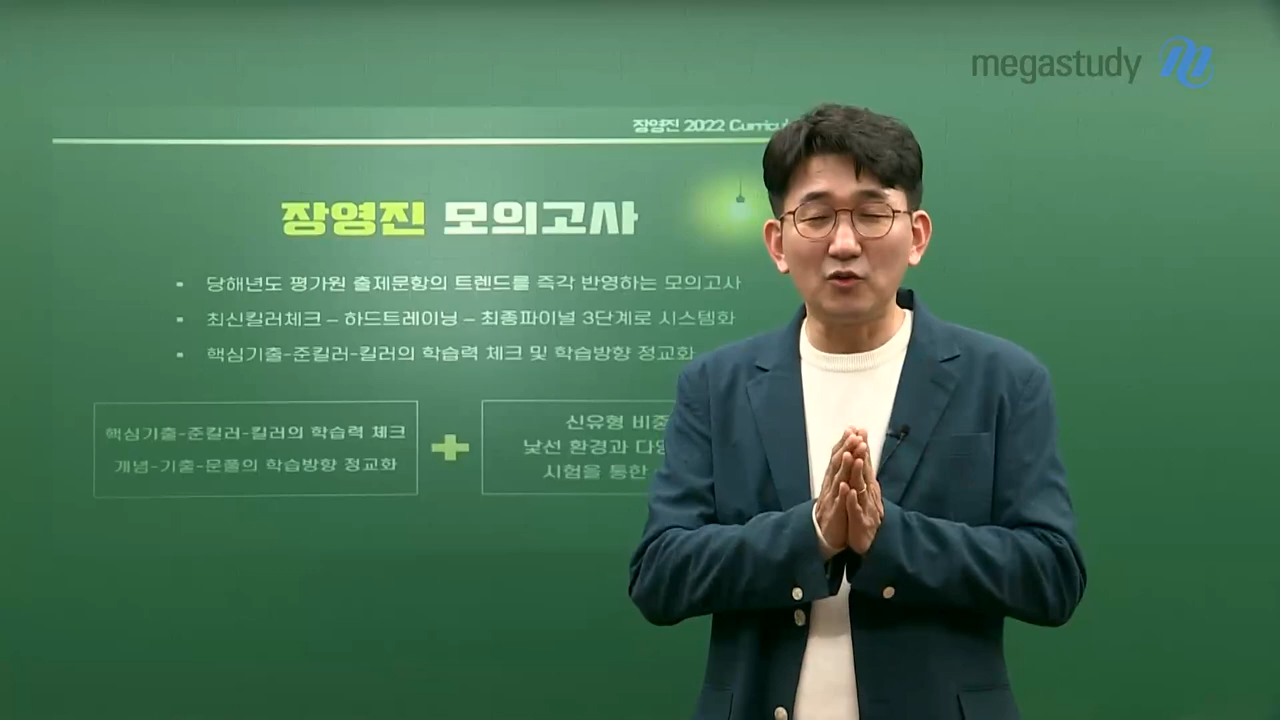 megastudy
장영진 2022 Curricul
장영진 모의고사
당해년도 평가원 출제문항의 트렌드를 즉각 반영하는 모의고사
최신킬러체크 – 하드트레이닝 – 최종파이널 3단계로 시스템화
핵심기출-준킬러-킬러의 학습력 체크 및 학습방향 정교화
핵심기출-준킬러-킬러의 학습력 체크
개념-기출-문풀의 학습방향 정교화
+
신유형 비중
낯선 환경과 다양
시험을 통한